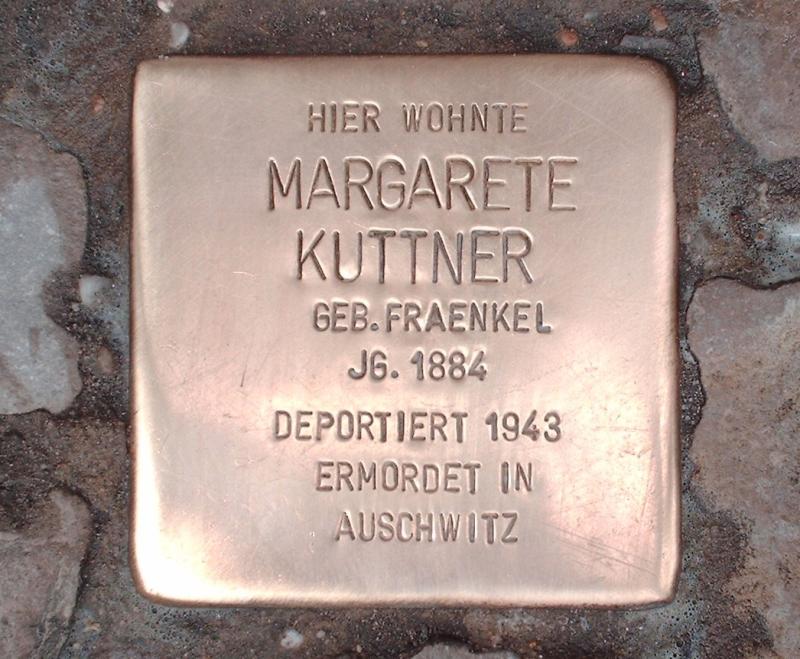 HIER WOHNTE
MARGARETE
KUTTNER
GEB. FRAENKEL
JG. 1884
DEPORTIERT 1943
ERMORDET IN
AUSCHWITZ